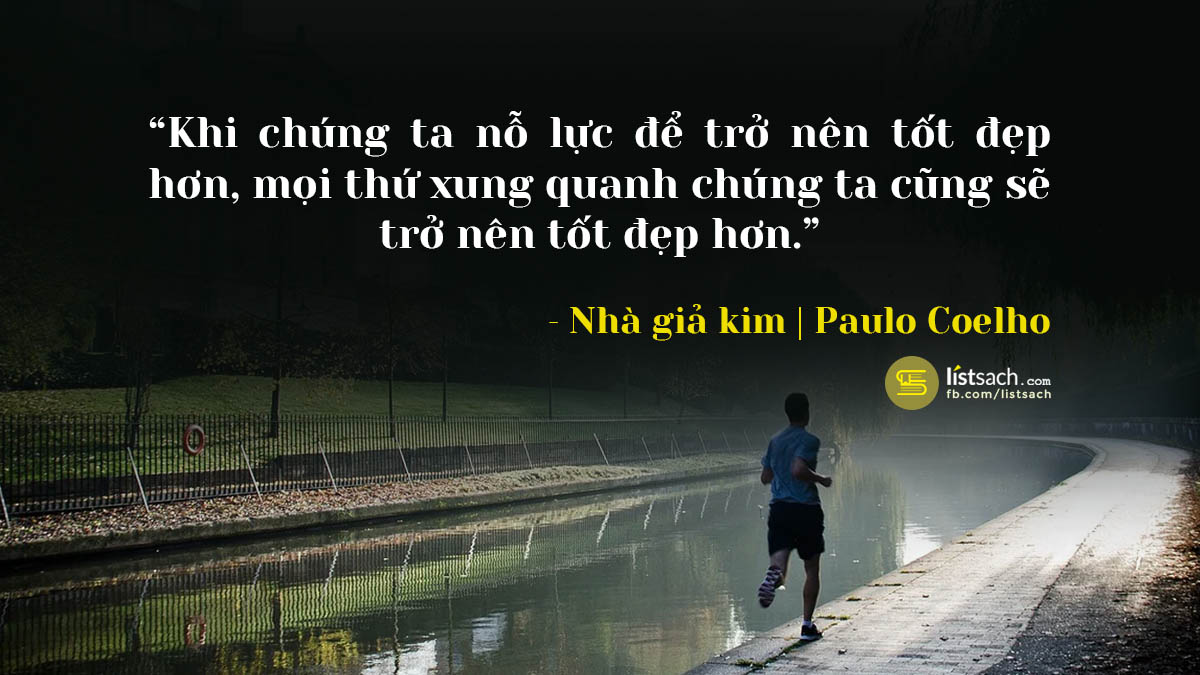 “Khi chúng ta nỗ lực để trở nên tốt đẹp
hơn, mọi thứ xung quanh chúng ta cũng sẽ
trở nên tốt đẹp hơn.”
- Nhà giả kim | Paulo Coelho
listsach.com
fb.com/listsach